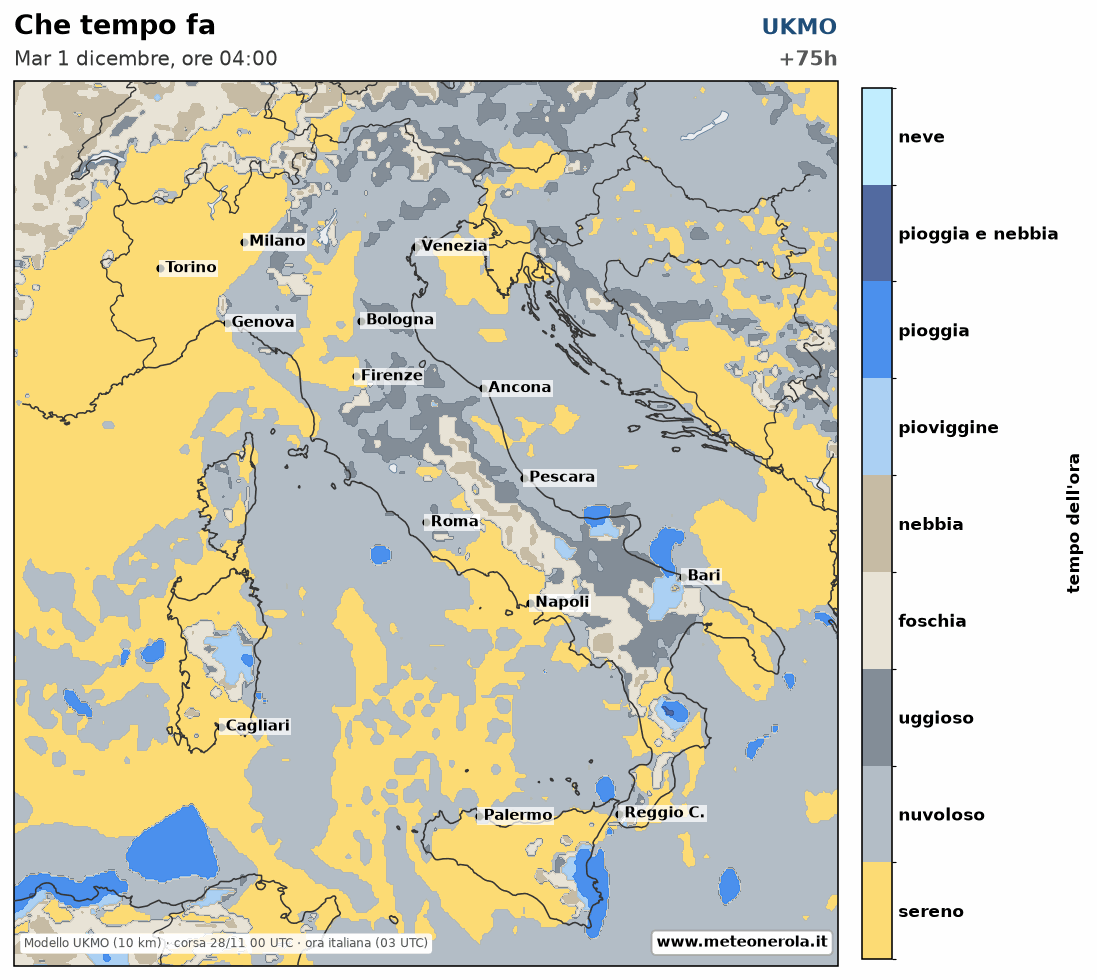 Che tempo fa
UKMO
Mar 1 dicembre, ore 04:00
+75h
neve
pioggia e nebbia
pioggia
pioviggine
nebbia
foschia
uggioso
nuvoloso
sereno
tempo dell'ora
Milano
Venezia
Torino
Genova
Bologna
Firenze
Ancona
Pescara
Roma
Bari
Napoli
Cagliari
Palermo
Reggio C.
Modello UKMO (10 km) · corsa 28/11 00 UTC · ora italiana (03 UTC)
www.meteonerola.it